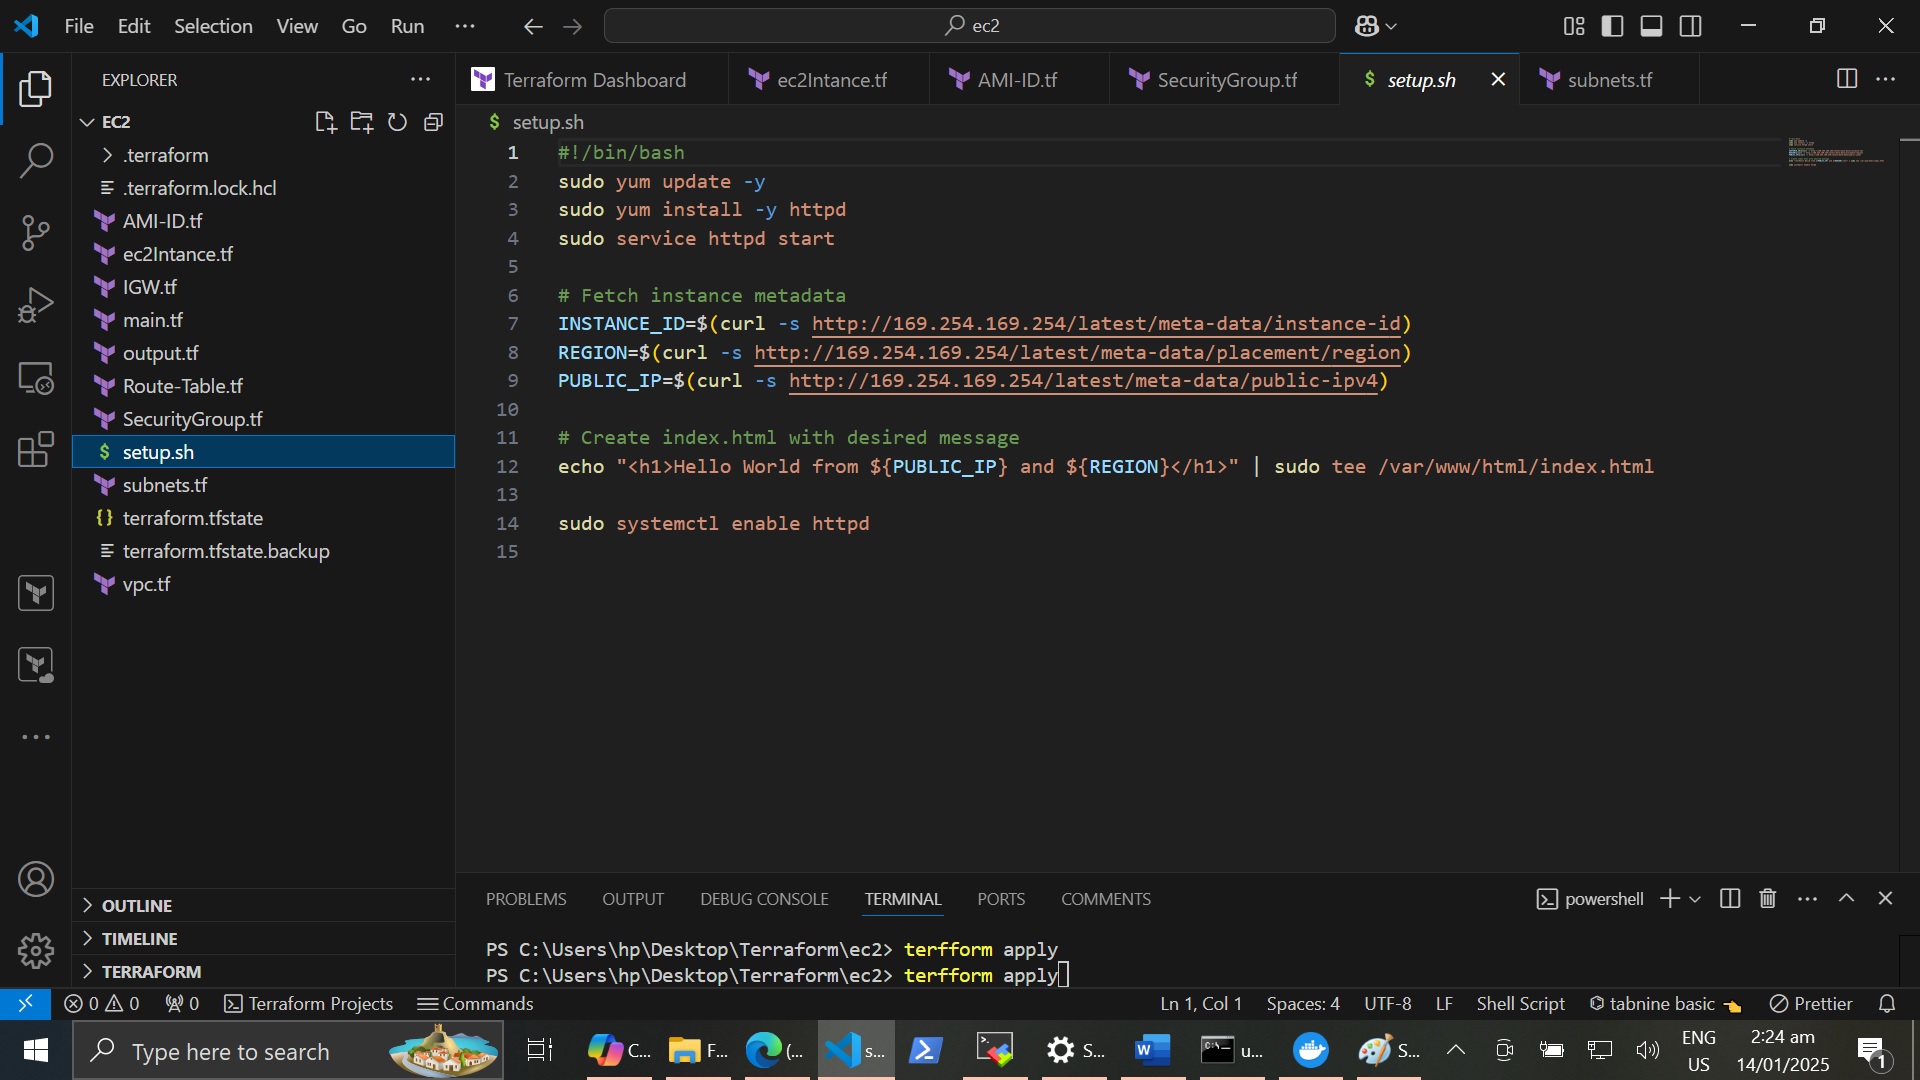 File Edit Selection View Go Run ···
ec2
EXPLORER
EC2
.terraform
.terraform.lock.hcl
AMI-ID.tf
ec2Intance.tf
IGW.tf
main.tf
output.tf
Route-Table.tf
SecurityGroup.tf
$ setup.sh
subnets.tf
{} terraform.tfstate
terraform.tfstate.backup
vpc.tf
OUTLINE
TIMELINE
TERRAFORM
Terraform Dashboard ec2Intance.tf AMI-ID.tf SecurityGroup.tf $ setup.sh subnets.tf
$ setup.sh
1 #!/bin/bash
2 sudo yum update -y
3 sudo yum install -y httpd
4 sudo service httpd start
5
6 # Fetch instance metadata
7 INSTANCE_ID=$(curl -s http://169.254.169.254/latest/meta-data/instance-id)
8 REGION=$(curl -s http://169.254.169.254/latest/meta-data/placement/region)
9 PUBLIC_IP=$(curl -s http://169.254.169.254/latest/meta-data/public-ipv4)
10
11 # Create index.html with desired message
12 echo "<h1>Hello World from ${PUBLIC_IP} and ${REGION}</h1>" | sudo tee /var/www/html/index.html
13
14 sudo systemctl enable httpd
15
PROBLEMS OUTPUT DEBUG CONSOLE TERMINAL PORTS COMMENTS
powershell
PS C:\Users\hp\Desktop\Terraform\ec2> terfform apply
PS C:\Users\hp\Desktop\Terraform\ec2> terfform apply
0 0 0 Terraform Projects Commands Ln 1, Col 1 Spaces: 4 UTF-8 LF Shell Script tabnine basic Prettier
Type here to search
C... F... (... s... S... u... S...
ENG
US
2:24 am
14/01/2025
1